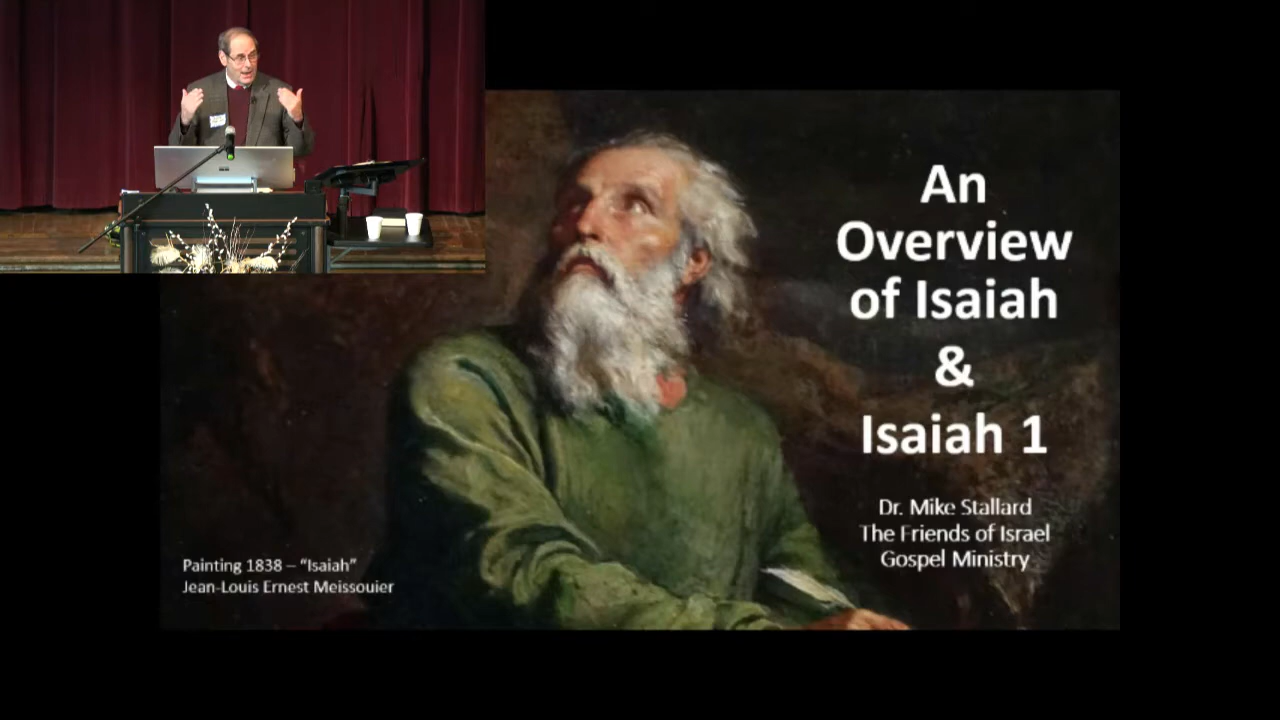 An
Overview
of Isaiah
&
Isaiah 1
Dr. Mike Stallard
The Friends of Israel
Gospel Ministry
Painting 1838 – “Isaiah”
Jean-Louis Ernest Meissouier